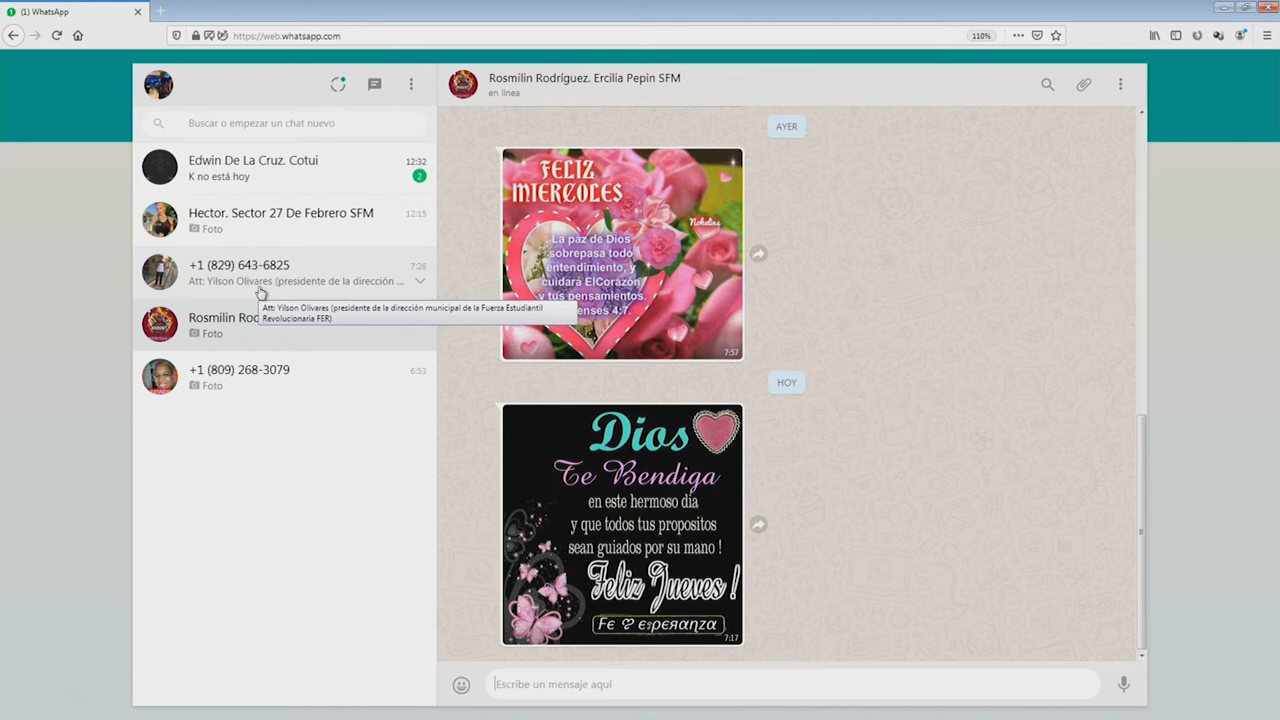 (1) WhatsApp
https://web.whatsapp.com
110%
Buscar o empezar un chat nuevo
Edwin De La Cruz. Cotui
12:32
K no está hoy
2
Hector. Sector 27 De Febrero SFM
12:15
Foto
+1 (829) 643-6825
7:26
Att: Yilson Olivares (presidente de la dirección ...
Att: Yilson Olivares (presidente de la dirección municipal de la Fuerza Estudiantil
Revolucionaria FER)
Rosmilin
Foto
+1 (809) 268-3079
6:53
Foto
Rosmilin Rodríguez. Ercilia Pepin SFM
en línea
AYER
FELIZ
MIERCOLES
Nokelins
La paz de Dios
sobrepasa todo
entendimiento, y
cuidará ElCorazón
y tus pensamientos.
4:7.
7:57
HOY
Dios
Te Bendiga
en este hermoso dia
y que todos tus propositos
sean guiados por su mano !
Feliz Jueves !
7:17
Escribe un mensaje aquí